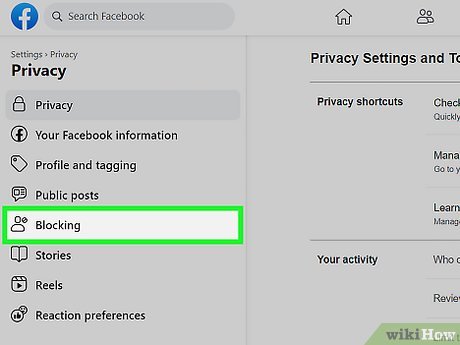 Search Facebook
Settings › Privacy
Privacy
Privacy
Your Facebook information
Profile and tagging
Public posts
Blocking
Stories
Reels
Reaction preferences
Privacy Settings and To
Privacy shortcuts
Check
Quickly
Mana
Go to y
Learn
Manage
Your activity
Who c
Review
wikiHow